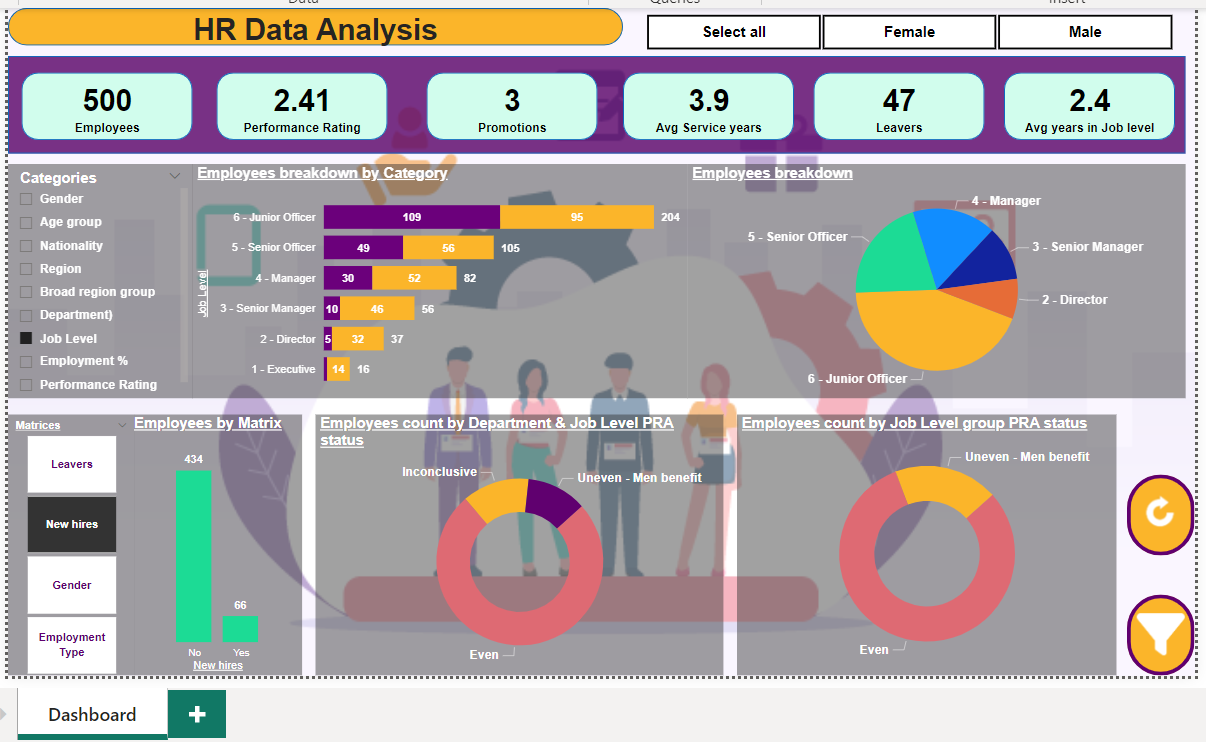 Data
Queries
Insert
HR Data Analysis
Select all
Female
Male
500
Employees
2.41
Performance Rating
3
Promotions
3.9
Avg Service years
47
Leavers
2.4
Avg years in Job level
Categories
Gender
Age group
Nationality
Region
Broad region group
Department}
Job Level
Employment %
Performance Rating
Employees breakdown by Category
Job Level
6 - Junior Officer 109 95 204
5 - Senior Officer 49 56 105
4 - Manager 30 52 82
3 - Senior Manager 10 46 56
2 - Director 5 32 37
1 - Executive 14 16
Employees breakdown
4 - Manager
5 - Senior Officer
3 - Senior Manager
2 - Director
6 - Junior Officer
Matrices
Leavers
New hires
Gender
Employment
Type
Employees by Matrix
434
66
No Yes
New hires
Employees count by Department & Job Level PRA
status
Inconclusive
Uneven - Men benefit
Even
Employees count by Job Level group PRA status
Uneven - Men benefit
Even
Dashboard